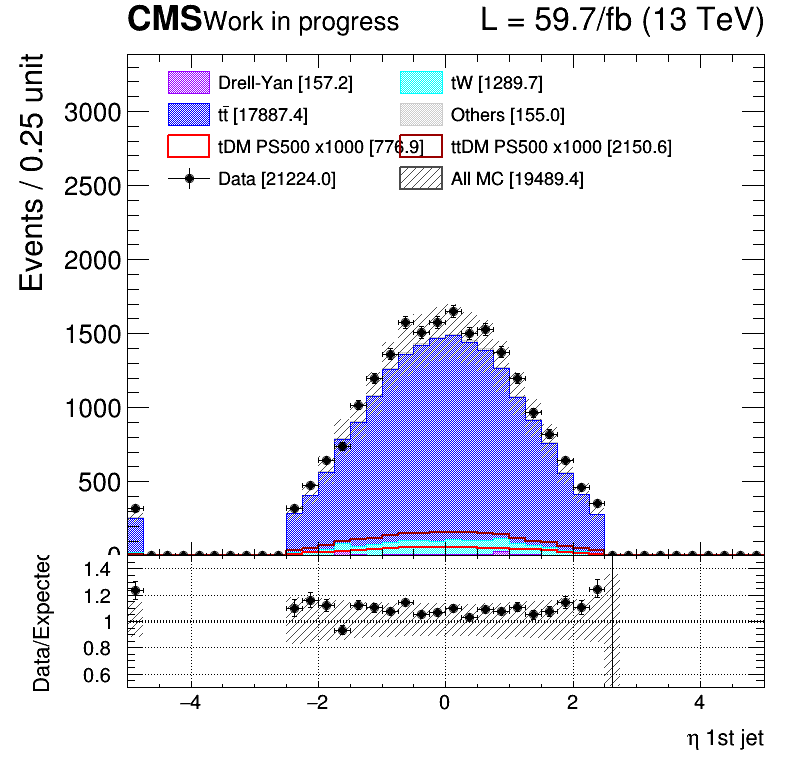 CMS Work in progress L = 59.7/fb (13 TeV)
Events / 0.25 unit
Drell-Yan [157.2] tW [1289.7]
tt̄ [17887.4] Others [155.0]
tDM PS500 x1000 [776.9] ttDM PS500 x1000 [2150.6]
Data [21224.0] All MC [19489.4]
3000
2500
2000
1500
1000
500
0
Data/Expected
1.4
1.2
1
0.8
0.6
−4 −2 0 2 4
η 1st jet